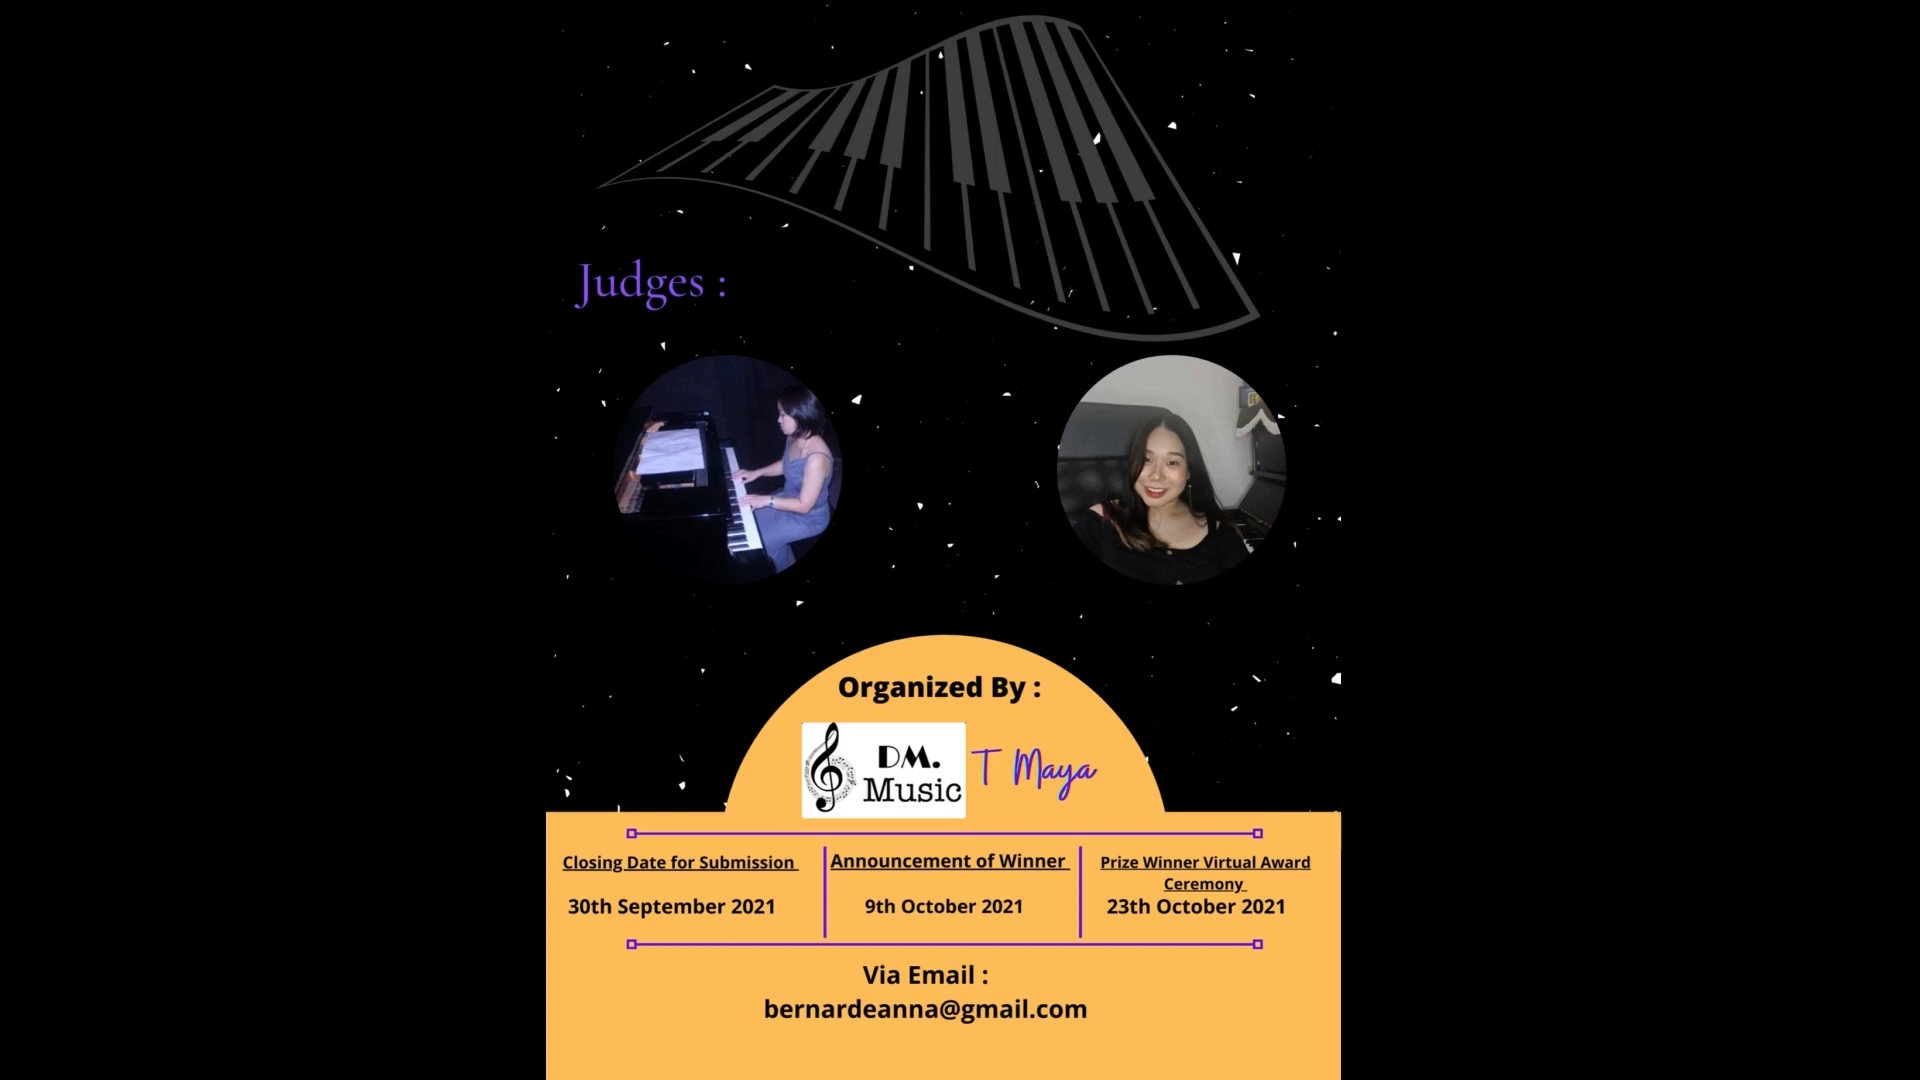 Judges :
Organized By :
DM.
Music
T Maya
Closing Date for Submission
30th September 2021
Announcement of Winner
9th October 2021
Prize Winner Virtual Award
Ceremony
23th October 2021
Via Email :
bernardeanna@gmail.com